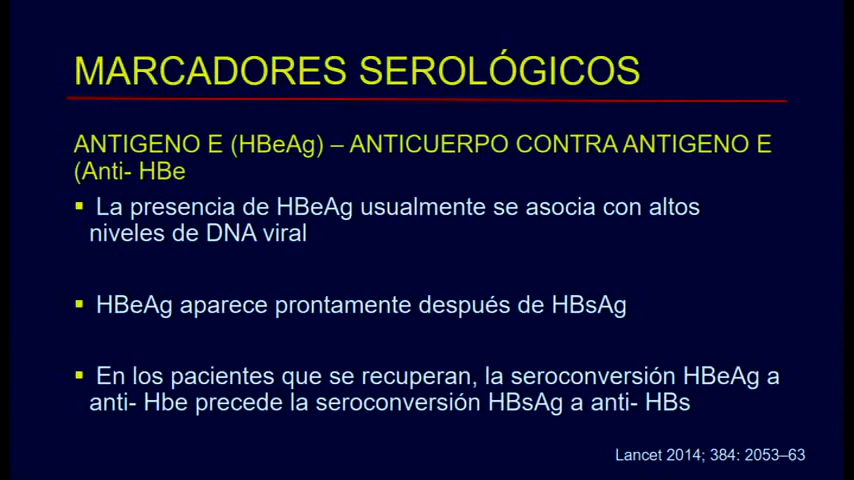 MARCADORES SEROLÓGICOS
ANTIGENO E (HBeAg) – ANTICUERPO CONTRA ANTIGENO E
(Anti- HBe
▪ La presencia de HBeAg usualmente se asocia con altos
niveles de DNA viral
▪ HBeAg aparece prontamente después de HBsAg
▪ En los pacientes que se recuperan, la seroconversión HBeAg a
anti- Hbe precede la seroconversión HBsAg a anti- HBs
Lancet 2014; 384: 2053–63